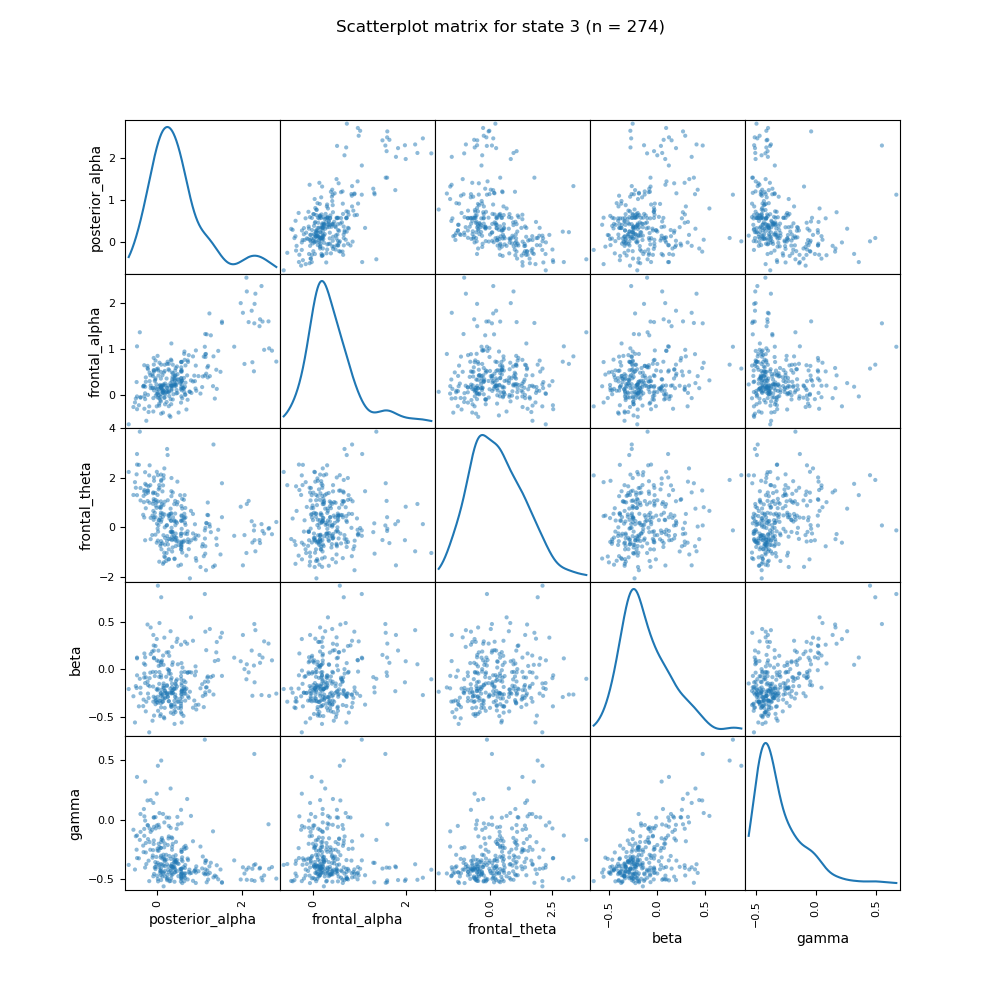 Scatterplot matrix for state 3 (n = 274)
posterior_alpha
2
1
0
frontal_alpha
2
1
0
frontal_theta
4
2
0
−2
beta
0.5
0.0
−0.5
gamma
0.5
0.0
−0.5
0 2 0 2 0.0 2.5 −0.5 0.0 0.5 −0.5 0.0 0.5
posterior_alpha frontal_alpha frontal_theta beta gamma